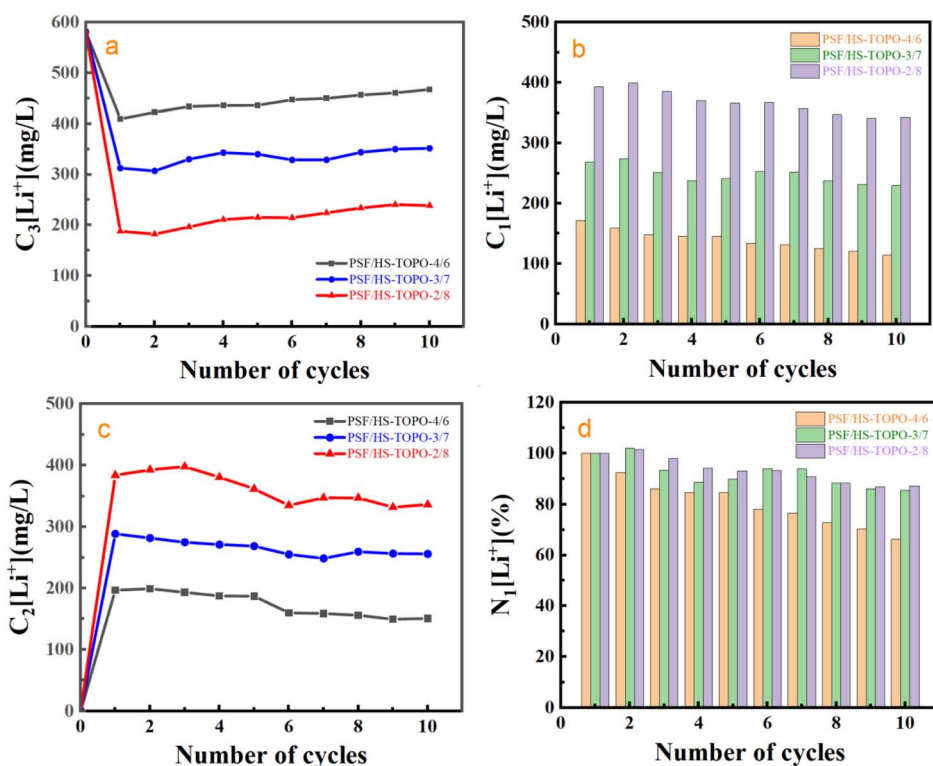 a
C₃[Li⁺](mg/L)
600
500
400
300
200
100
0
PSF/HS-TOPO-4/6
PSF/HS-TOPO-3/7
PSF/HS-TOPO-2/8
0 2 4 6 8 10
Number of cycles
b
C₁[Li⁺](mg/L)
500
400
300
200
100
0
PSF/HS-TOPO-4/6
PSF/HS-TOPO-3/7
PSF/HS-TOPO-2/8
0 2 4 6 8 10
Number of cycles
c
C₂[Li⁺](mg/L)
500
400
300
200
100
0
PSF/HS-TOPO-4/6
PSF/HS-TOPO-3/7
PSF/HS-TOPO-2/8
0 2 4 6 8 10
Number of cycles
d
N₁[Li⁺](%)
120
100
80
60
40
20
0
PSF/HS-TOPO-4/6
PSF/HS-TOPO-3/7
PSF/HS-TOPO-2/8
0 2 4 6 8 10
Number of cycles